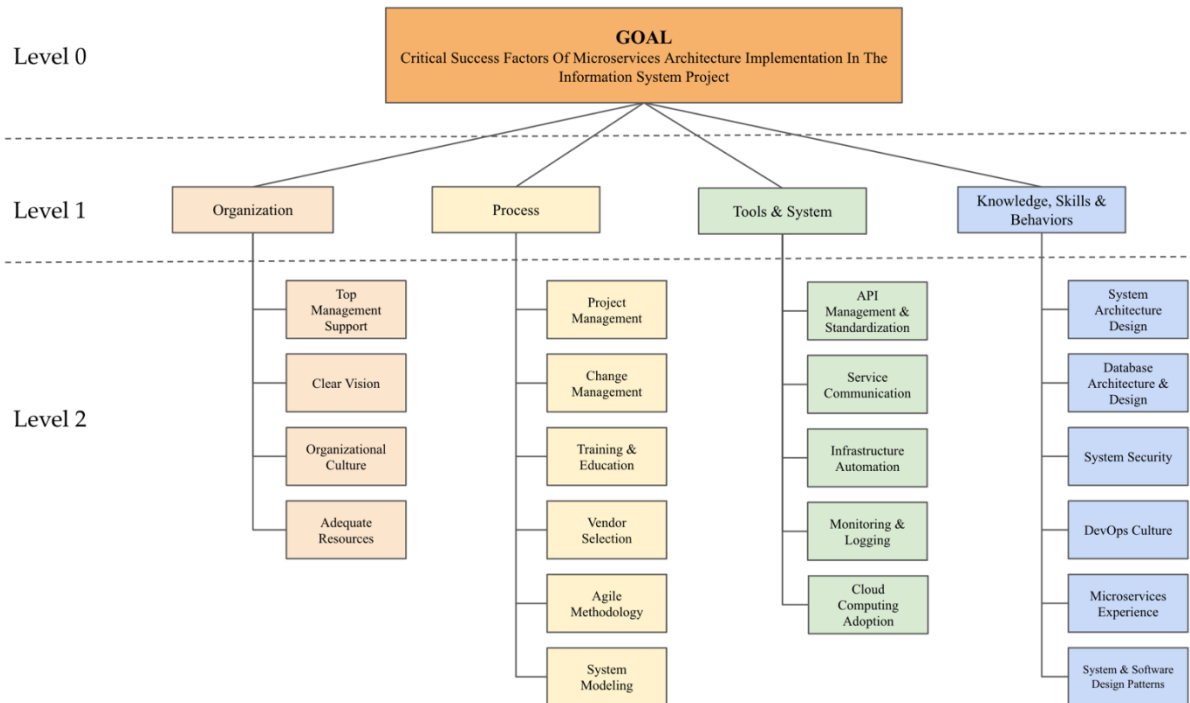 Level 0
GOAL
Critical Success Factors Of Microservices Architecture Implementation In The
Information System Project
Level 1
Organization
Process
Tools & System
Knowledge, Skills &
Behaviors
Level 2
Top
Management
Support
Clear Vision
Organizational
Culture
Adequate
Resources
Project
Management
Change
Management
Training &
Education
Vendor
Selection
Agile
Methodology
System
Modeling
API
Management &
Standardization
Service
Communication
Infrastructure
Automation
Monitoring &
Logging
Cloud
Computing
Adoption
System
Architecture
Design
Database
Architecture &
Design
System Security
DevOps Culture
Microservices
Experience
System & Software
Design Patterns